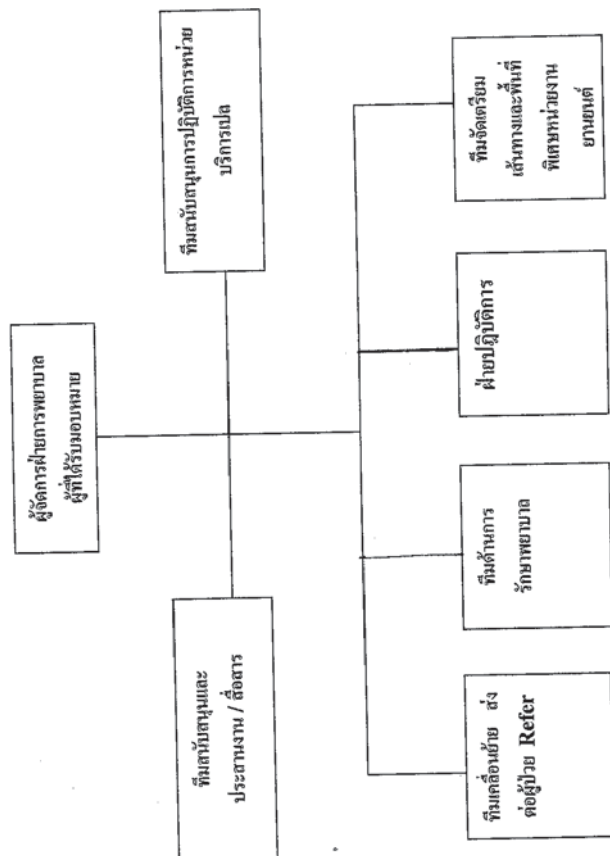 ผู้จัดการฝ่ายการพยาบาล
ผู้ที่ได้รับมอบหมาย
ทีมสนับสนุนและ
ประสานงาน / สื่อสาร
ทีมสนับสนุนการปฏิบัติการหน่วย
บริการเปล
ทีมเคลื่อนย้าย ส่ง
ต่อผู้ป่วย Refer
ทีมด้านการ
รักษาพยาบาล
ฝ่ายปฏิบัติการ
ทีมจัดเตรียม
เส้นทางและพื้นที่
พิเศษหน่วยงาน
ยานยนต์